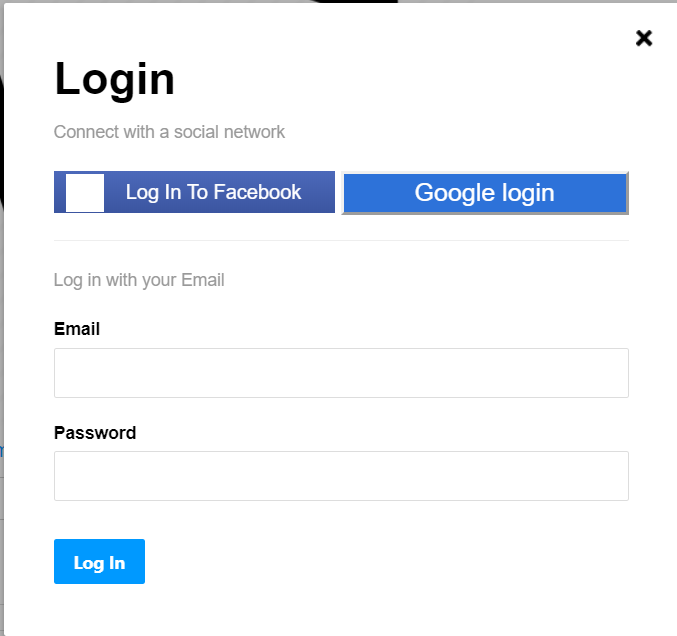 Login
Connect with a social network
Log In To Facebook
Google login
Log in with your Email
Email
Password
Log In